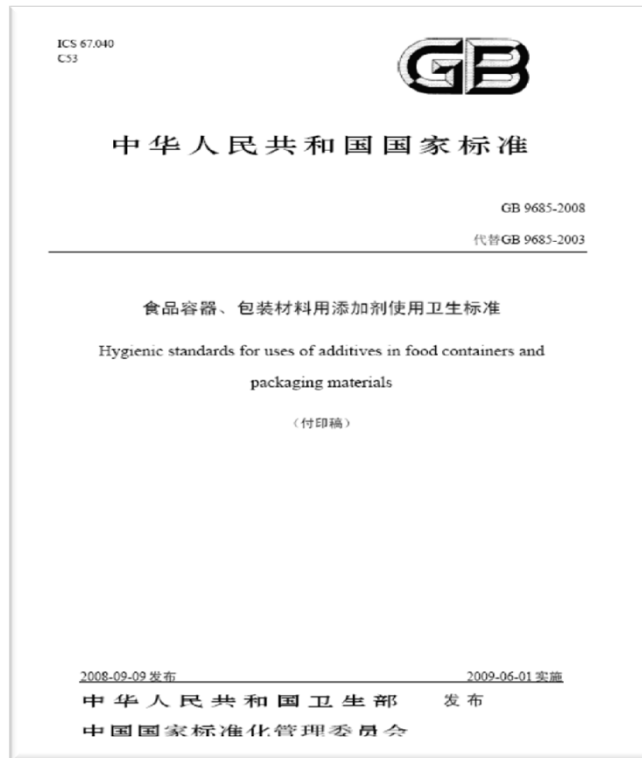 ICS 67.040
C53
GB
中华人民共和国国家标准
GB 9685-2008
代替GB 9685-2003
食品容器、包装材料用添加剂使用卫生标准
Hygienic standards for uses of additives in food containers and
packaging materials
（付印稿）
2008-09-09 发布 2009-06-01 实施
中华人民共和国卫生部 发布
中国国家标准化管理委员会